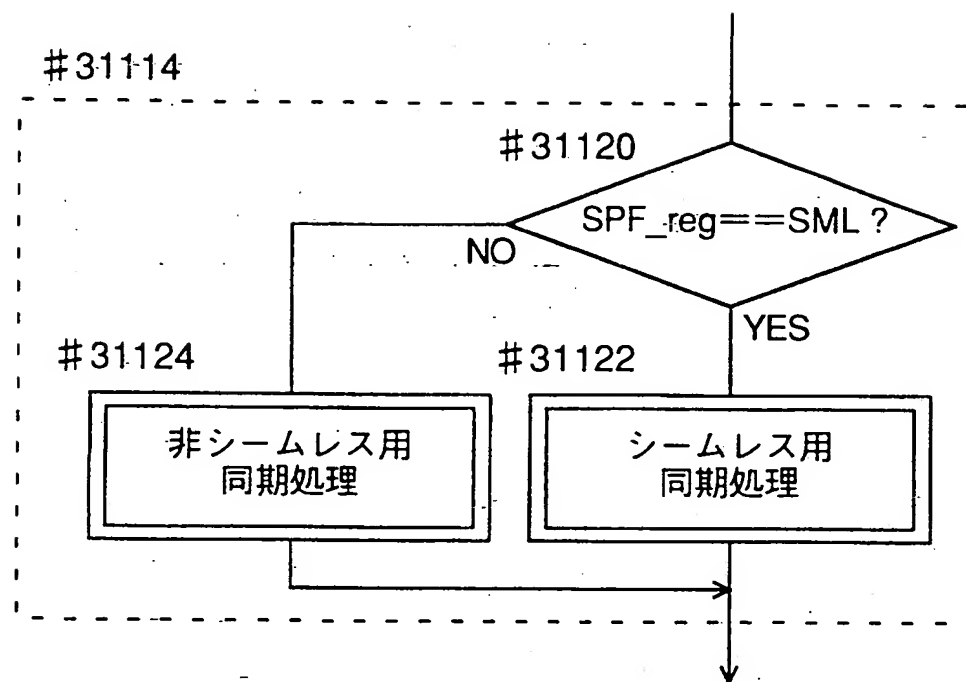 #31114
#31120
SPF_reg==SML?
NO
YES
#31124
#31122
非シームレス用
同期処理
シームレス用
同期処理